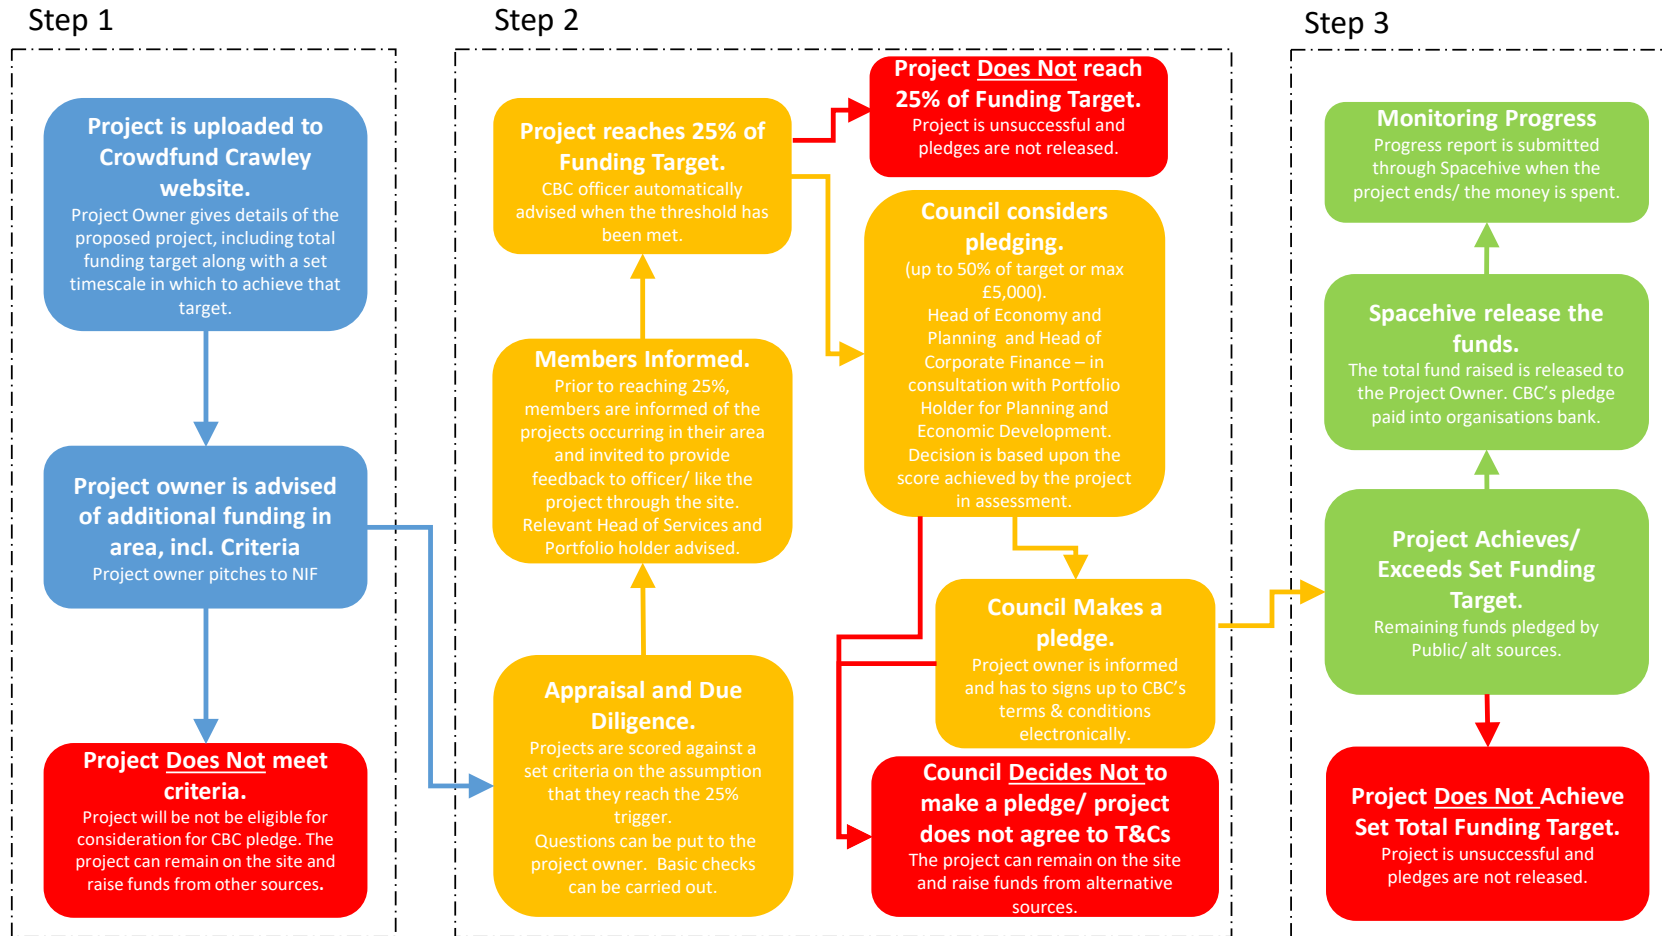 Step 1
Project is uploaded to
Crowdfund Crawley
website.
Project Owner gives details of the
proposed project, including total
funding target along with a set
timescale in which to achieve that
target.
Project owner is advised
of additional funding in
area, incl. Criteria
Project owner pitches to NIF
Project Does Not meet
criteria.
Project will be not be eligible for
consideration for CBC pledge. The
project can remain on the site and
raise funds from other sources.
Step 2
Project reaches 25% of
Funding Target.
CBC officer automatically
advised when the threshold has
been met.
Members Informed.
Prior to reaching 25%,
members are informed of the
projects occurring in their area
and invited to provide
feedback to officer/ like the
project through the site.
Relevant Head of Services and
Portfolio holder advised.
Appraisal and Due
Diligence.
Projects are scored against a
set criteria on the assumption
that they reach the 25%
trigger.
Questions can be put to the
project owner. Basic checks
can be carried out.
Project Does Not reach
25% of Funding Target.
Project is unsuccessful and
pledges are not released.
Council considers
pledging.
(up to 50% of target or max
£5,000).
Head of Economy and
Planning and Head of
Corporate Finance – in
consultation with Portfolio
Holder for Planning and
Economic Development.
Decision is based upon the
score achieved by the project
in assessment.
Council Makes a
pledge.
Project owner is informed
and has to signs up to CBC's
terms & conditions
electronically.
Council Decides Not to
make a pledge/ project
does not agree to T&Cs
The project can remain on the site
and raise funds from alternative
sources.
Step 3
Monitoring Progress
Progress report is submitted
through Spacehive when the
project ends/ the money is spent.
Spacehive release the
funds.
The total fund raised is released to
the Project Owner. CBC's pledge
paid into organisations bank.
Project Achieves/
Exceeds Set Funding
Target.
Remaining funds pledged by
Public/ alt sources.
Project Does Not Achieve
Set Total Funding Target.
Project is unsuccessful and
pledges are not released.